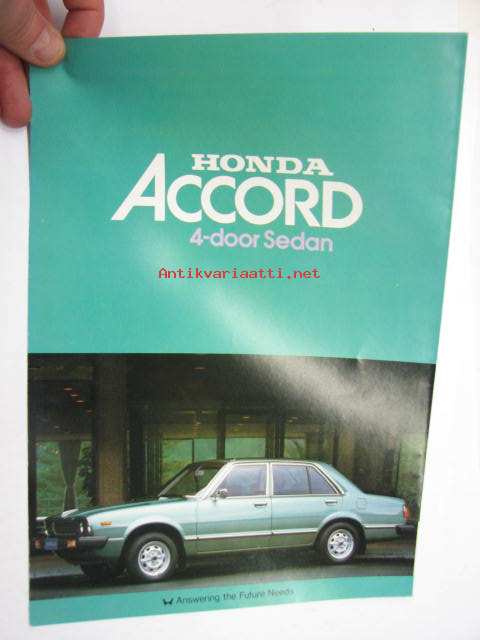 HONDA
ACCORD
4-door Sedan
Antikvariaatti.net
Answering the Future Needs